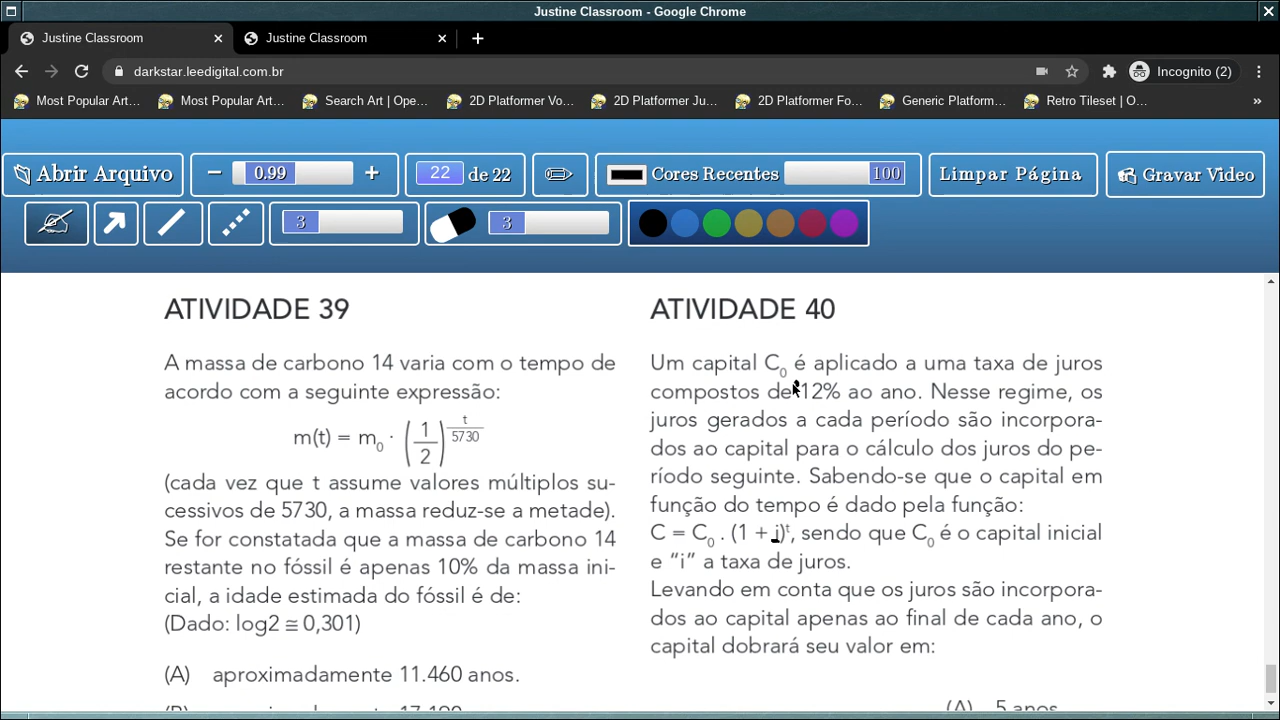 Justine Classroom - Google Chrome
Justine Classroom
Justine Classroom
darkstar.leedigital.com.br
Incognito (2)
Most Popular Art...
Most Popular Art...
Search Art | Ope...
2D Platformer Vo...
2D Platformer Ju...
2D Platformer Fo...
Generic Platform...
Retro Tileset | O...
»
Abrir Arquivo
− 0.99 +
22 de 22
Cores Recentes 100
Limpar Página
Gravar Video
3
3
ATIVIDADE 39
A massa de carbono 14 varia com o tempo de
acordo com a seguinte expressão:
m(t) = m₀ · (1/2)^(t/5730)
(cada vez que t assume valores múltiplos su-
cessivos de 5730, a massa reduz-se a metade).
Se for constatada que a massa de carbono 14
restante no fóssil é apenas 10% da massa ini-
cial, a idade estimada do fóssil é de:
(Dado: log2 ≅ 0,301)
(A) aproximadamente 11.460 anos.
ATIVIDADE 40
Um capital C₀ é aplicado a uma taxa de juros
compostos de 12% ao ano. Nesse regime, os
juros gerados a cada período são incorpora-
dos ao capital para o cálculo dos juros do pe-
ríodo seguinte. Sabendo-se que o capital em
função do tempo é dado pela função:
C = C₀ . (1 + i)ᵗ, sendo que C₀ é o capital inicial
e "i" a taxa de juros.
Levando em conta que os juros são incorpora-
dos ao capital apenas ao final de cada ano, o
capital dobrará seu valor em:
(A) 5 anos